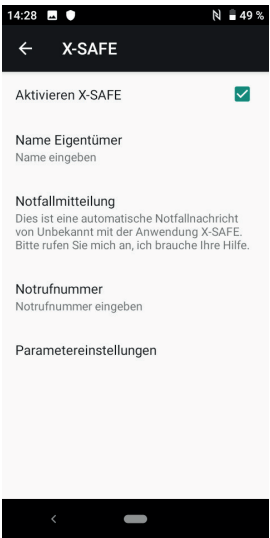 14:28 49 %
X-SAFE
Aktivieren X-SAFE
Name Eigentümer
Name eingeben
Notfallmitteilung
Dies ist eine automatische Notfallnachricht
von Unbekannt mit der Anwendung X-SAFE.
Bitte rufen Sie mich an, ich brauche Ihre Hilfe.
Notrufnummer
Notrufnummer eingeben
Parametereinstellungen